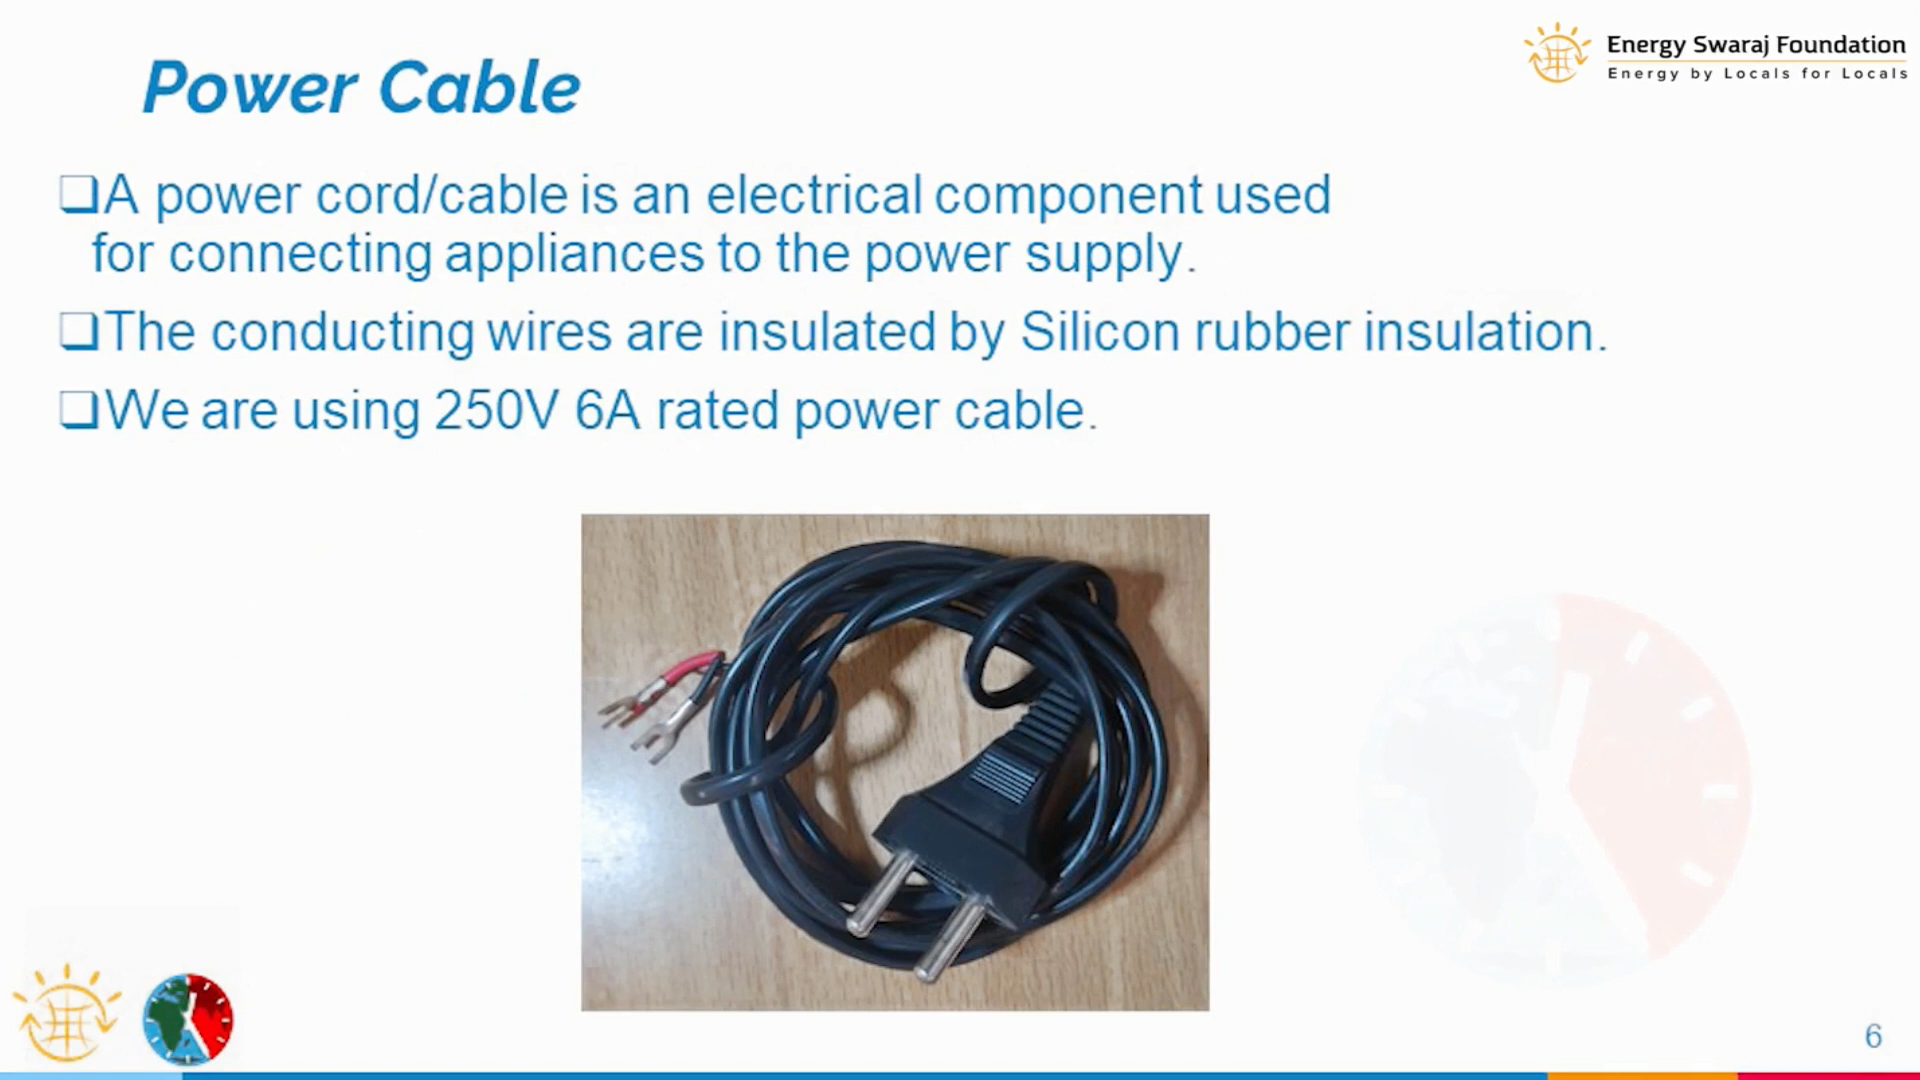 Power Cable
Energy Swaraj Foundation
Energy by Locals for Locals
❑A power cord/cable is an electrical component used
for connecting appliances to the power supply.
❑The conducting wires are insulated by Silicon rubber insulation.
❑We are using 250V 6A rated power cable.
6